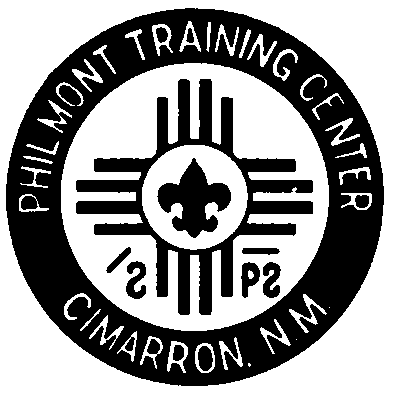 PHILMONT TRAINING CENTER
/Ƨ P̅Ƨ
CIMARRON, N.M.